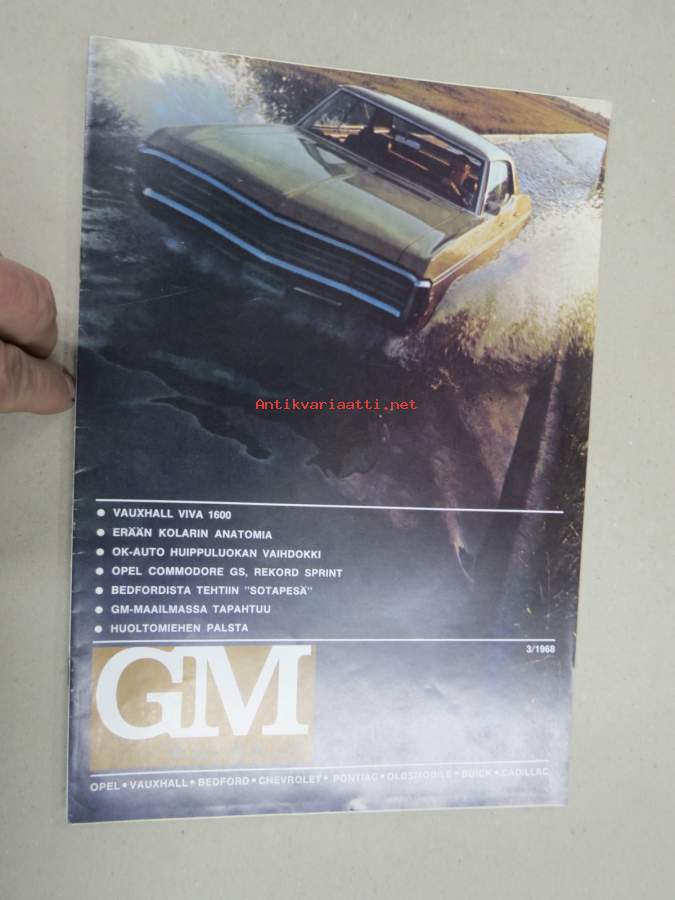 Antikvariaatti.net
VAUXHALL VIVA 1600
ERÄÄN KOLARIN ANATOMIA
OK-AUTO HUIPPULUOKAN VAIHDOKKI
OPEL COMMODORE GS, REKORD SPRINT
BEDFORDISTA TEHTIIN "SOTAPESÄ"
GM-MAAILMASSA TAPAHTUU
HUOLTOMIEHEN PALSTA
3/1968
GM
OPEL • VAUXHALL • BEDFORD • CHEVROLET • PONTIAC • OLDSMOBILE • BUICK • CADILLAC